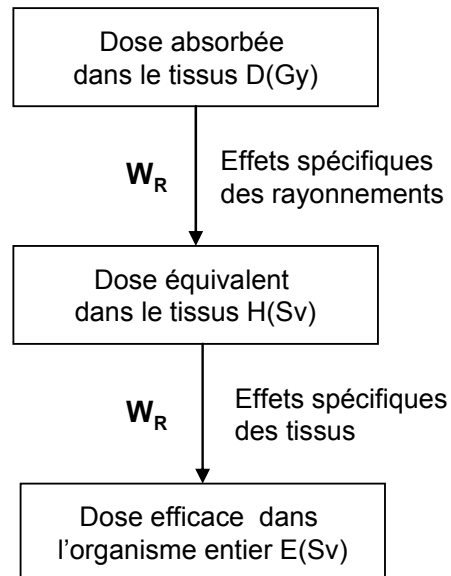 Dose absorbée
dans le tissus D(Gy)
W_R
Effets spécifiques
des rayonnements
Dose équivalent
dans le tissus H(Sv)
W_R
Effets spécifiques
des tissus
Dose efficace dans
l'organisme entier E(Sv)